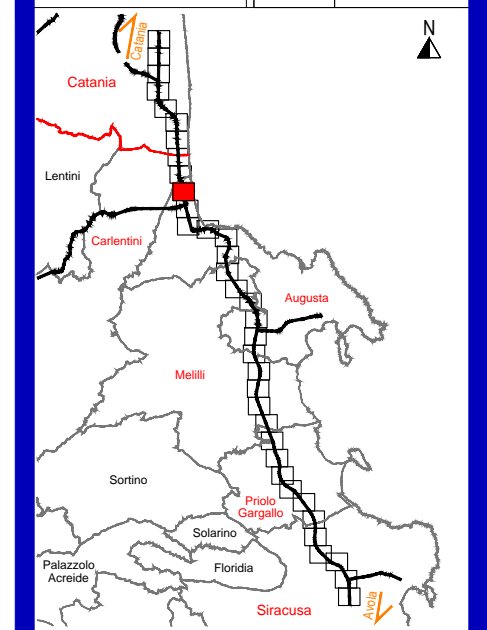 N
Catania
Catania
Lentini
Carlentini
Augusta
Melilli
Sortino
Priolo
Gargallo
Solarino
Palazzolo
Acreide
Floridia
Siracusa
Avola